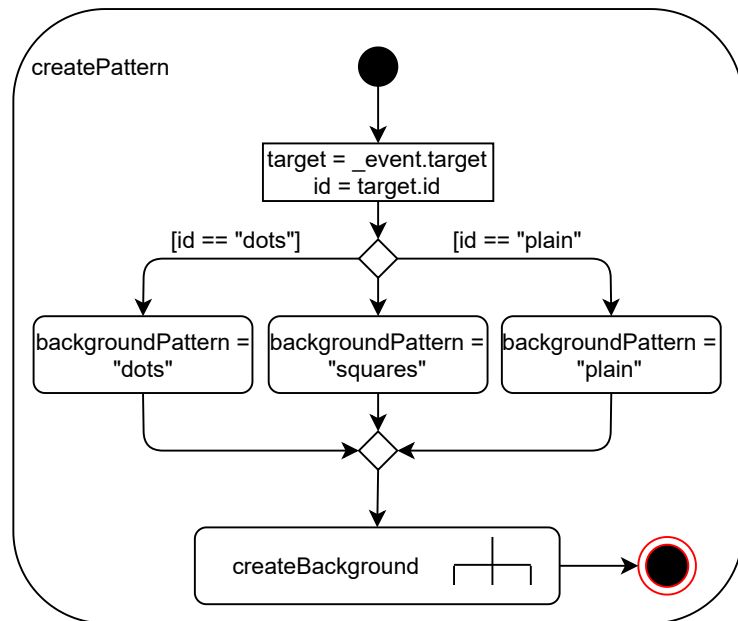 createPattern
target = _event.target
id = target.id
[id == "dots"]
[id == "plain"
backgroundPattern =
"dots"
backgroundPattern =
"squares"
backgroundPattern =
"plain"
createBackground